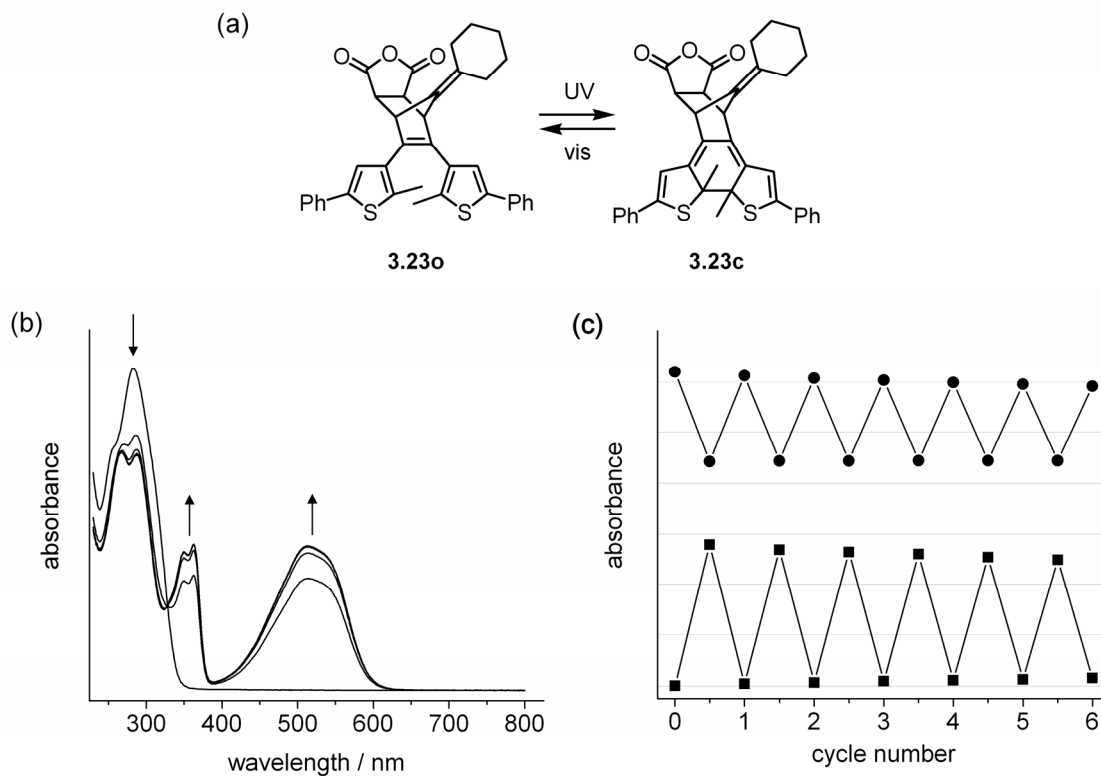 (a)
O O O
O O O
UV
vis
Ph S S Ph
Ph S S Ph
3.23o
3.23c
(b)
(c)
absorbance
absorbance
300 400 500 600 700 800
0 1 2 3 4 5 6
wavelength / nm
cycle number